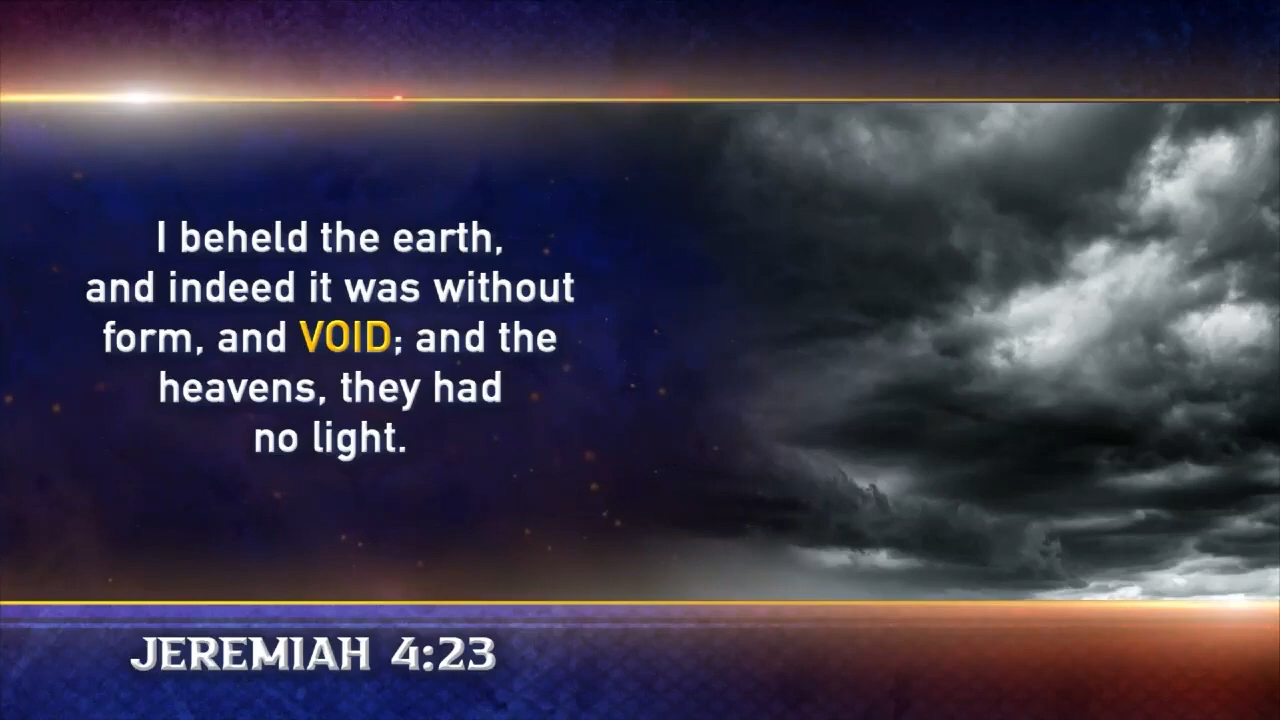 I beheld the earth,
and indeed it was without
form, and VOID; and the
heavens, they had
no light.
JEREMIAH 4:23